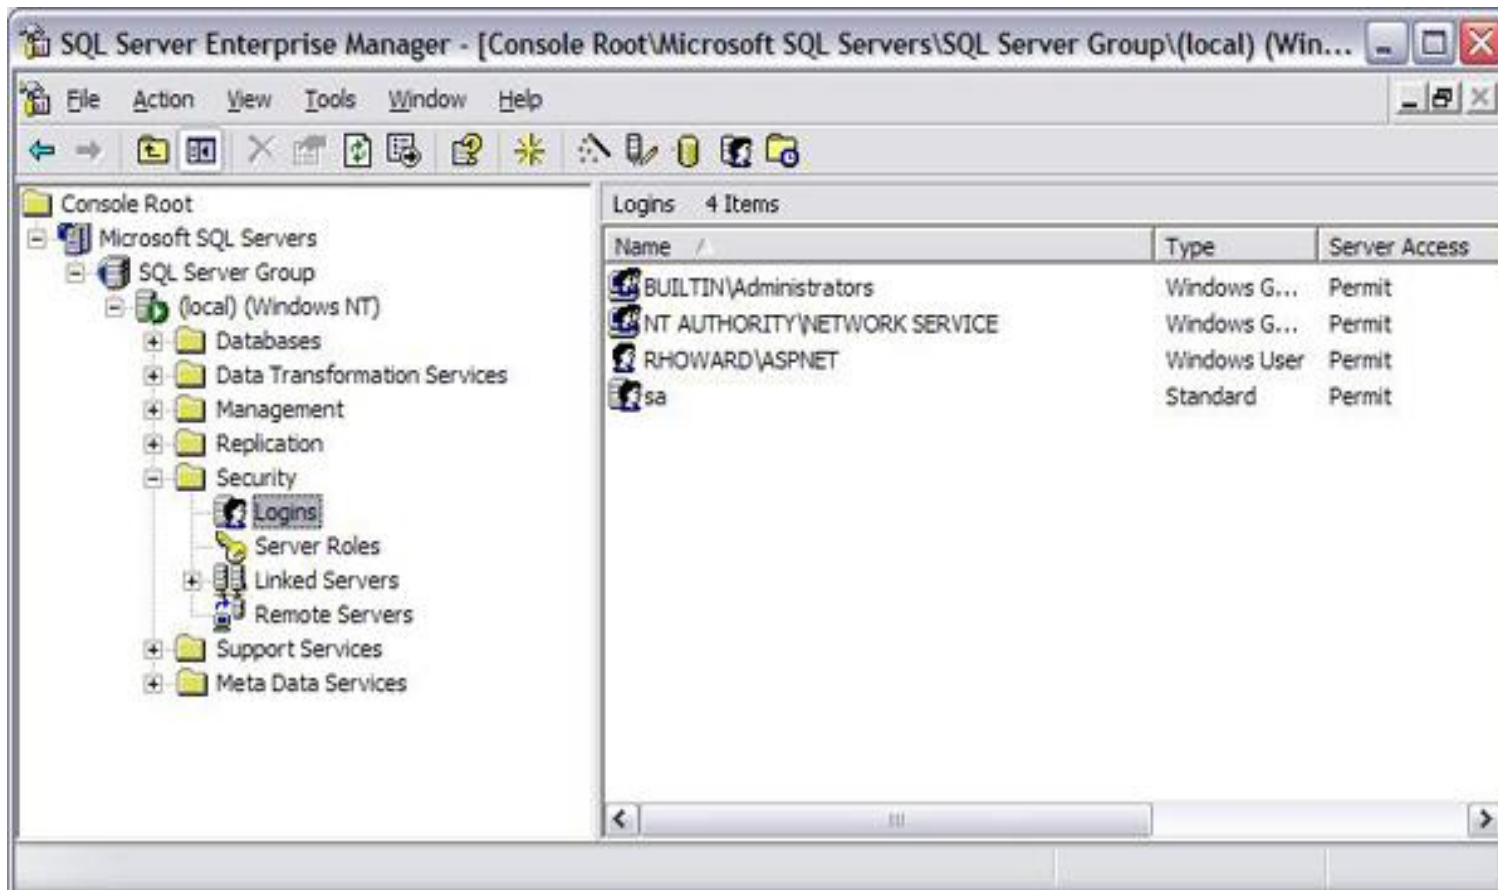 SQL Server Enterprise Manager - [Console Root\Microsoft SQL Servers\SQL Server Group\(local) (Win...
File Action View Tools Window Help
Console Root
Microsoft SQL Servers
SQL Server Group
(local) (Windows NT)
Databases
Data Transformation Services
Management
Replication
Security
Logins
Server Roles
Linked Servers
Remote Servers
Support Services
Meta Data Services
Logins 4 Items
Name Type Server Access
BUILTIN\Administrators Windows G... Permit
NT AUTHORITY\NETWORK SERVICE Windows G... Permit
RHOWARD\ASPNET Windows User Permit
sa Standard Permit